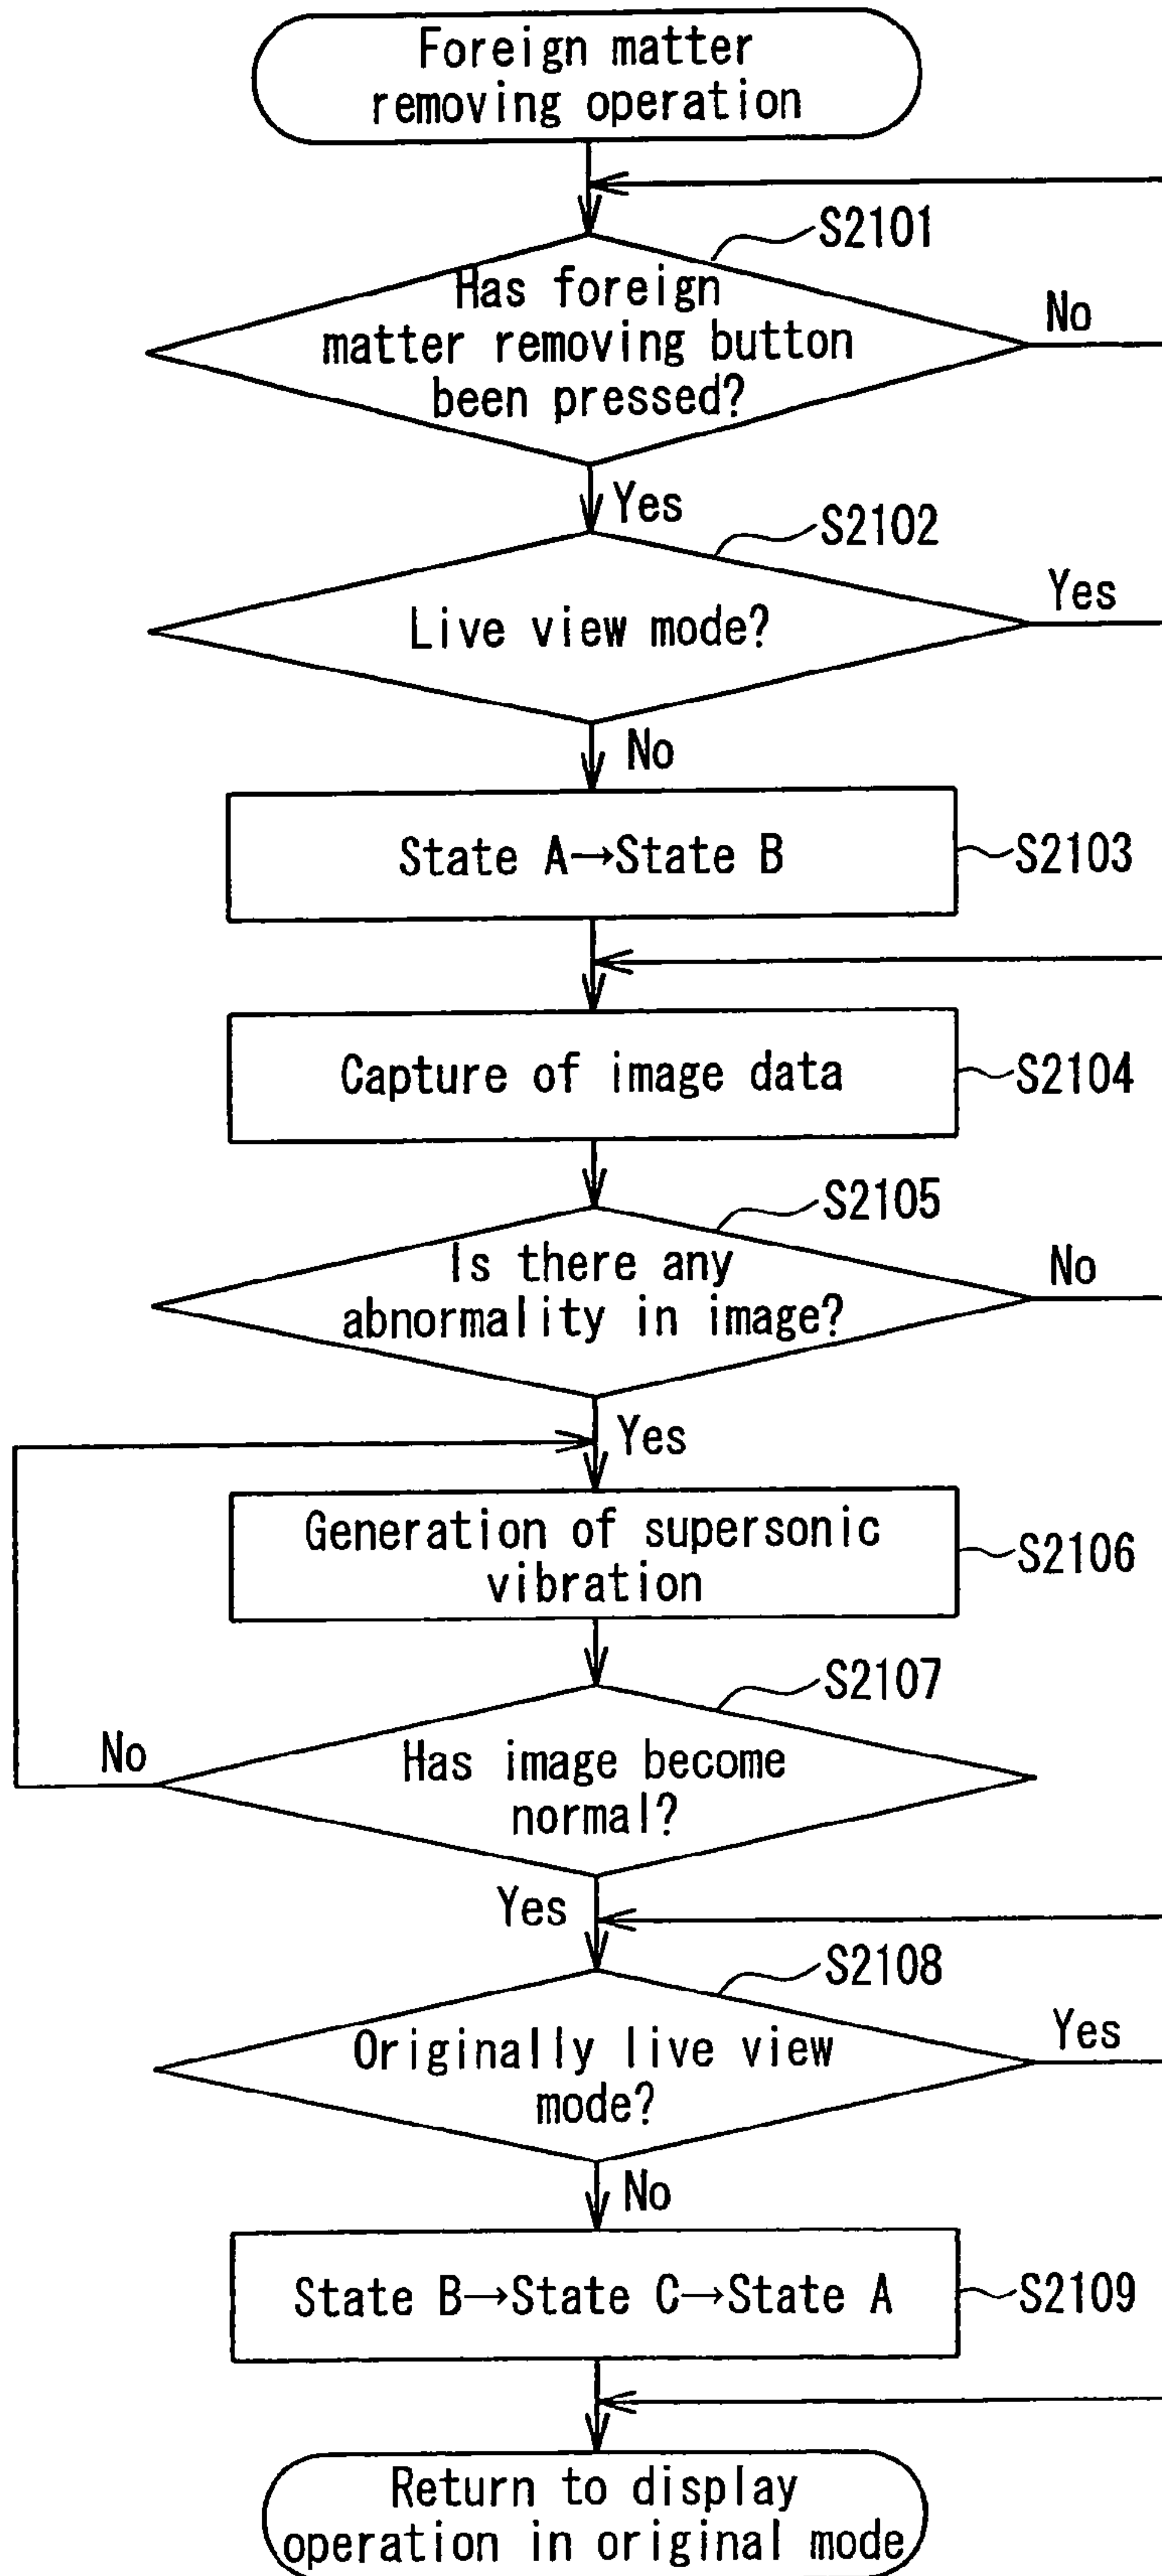 Foreign matter
removing operation
S2101
Has foreign
matter removing button
been pressed?
No
Yes
S2102
Live view mode?
Yes
No
State A→State B
S2103
Capture of image data
S2104
S2105
Is there any
abnormality in image?
No
Yes
Generation of supersonic
vibration
S2106
S2107
Has image become
normal?
No
Yes
S2108
Originally live view
mode?
Yes
No
State B→State C→State A
S2109
Return to display
operation in original mode